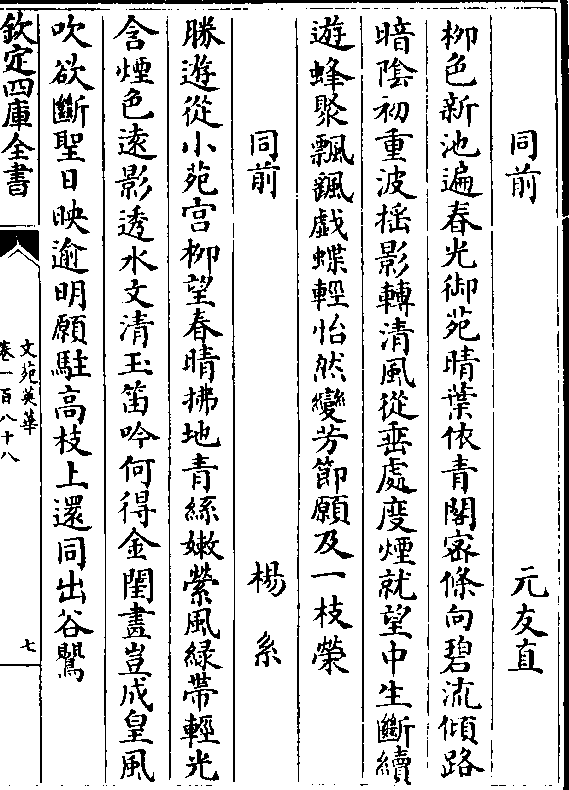 同前　元友直
柳色新池遍春光御苑晴葉依青閣密條向碧流傾路
暗陰初重波揺影轉清風從垂處度煙就望中生斷續
遊蜂聚飄颻戯蝶輕怡然變芳節願及一枝榮
同前　楊系
勝遊從小苑宫柳望春晴拂地青絲嫩縈風緑帶輕光
含煙色逺影透水文清玉笛吟何得金閨畫豈成皇風
吹欲斷聖日映逾明願駐高枝上還同出谷鸎
欽定四庫全書
文苑英華
卷一百八十八
七